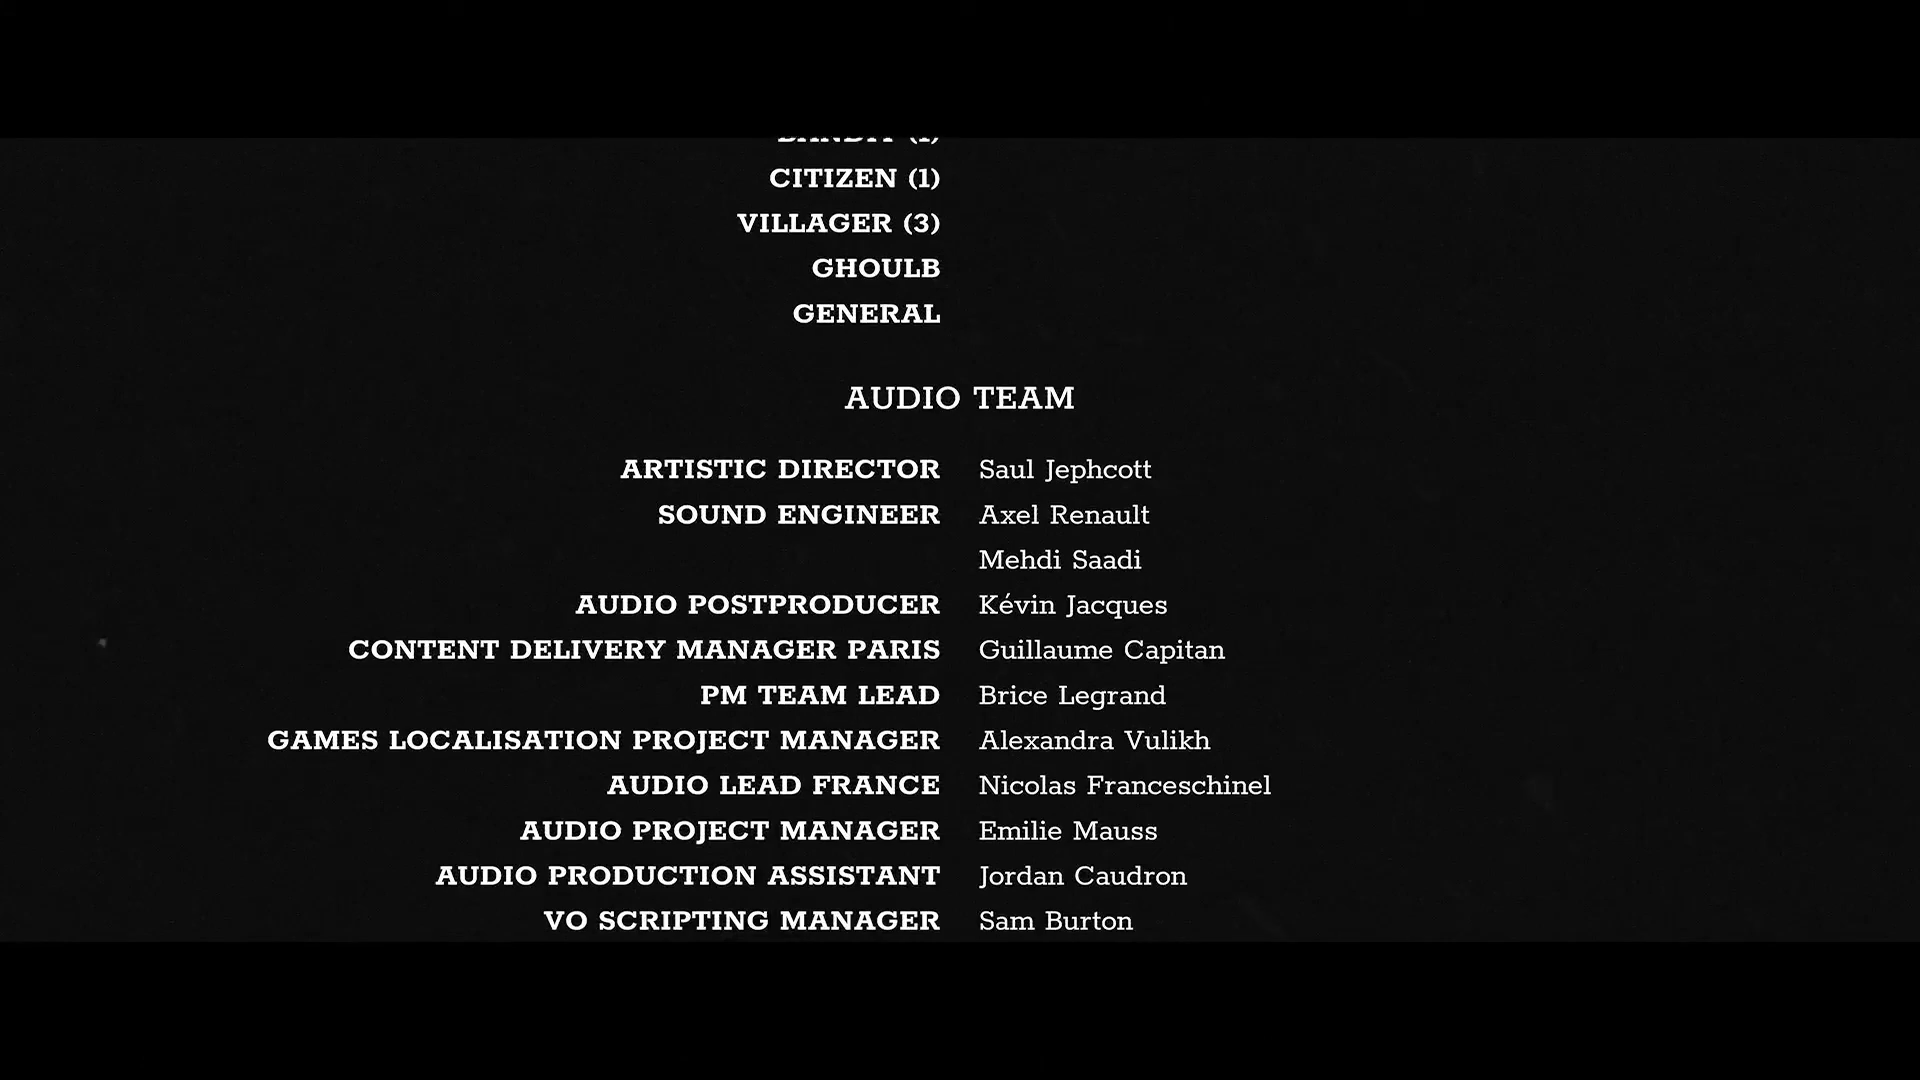 BANDIT (1)
CITIZEN (1)
VILLAGER (3)
GHOULB
GENERAL
AUDIO TEAM
ARTISTIC DIRECTOR Saul Jephcott
SOUND ENGINEER Axel Renault
Mehdi Saadi
AUDIO POSTPRODUCER Kévin Jacques
CONTENT DELIVERY MANAGER PARIS Guillaume Capitan
PM TEAM LEAD Brice Legrand
GAMES LOCALISATION PROJECT MANAGER Alexandra Vulikh
AUDIO LEAD FRANCE Nicolas Franceschinel
AUDIO PROJECT MANAGER Emilie Mauss
AUDIO PRODUCTION ASSISTANT Jordan Caudron
VO SCRIPTING MANAGER Sam Burton